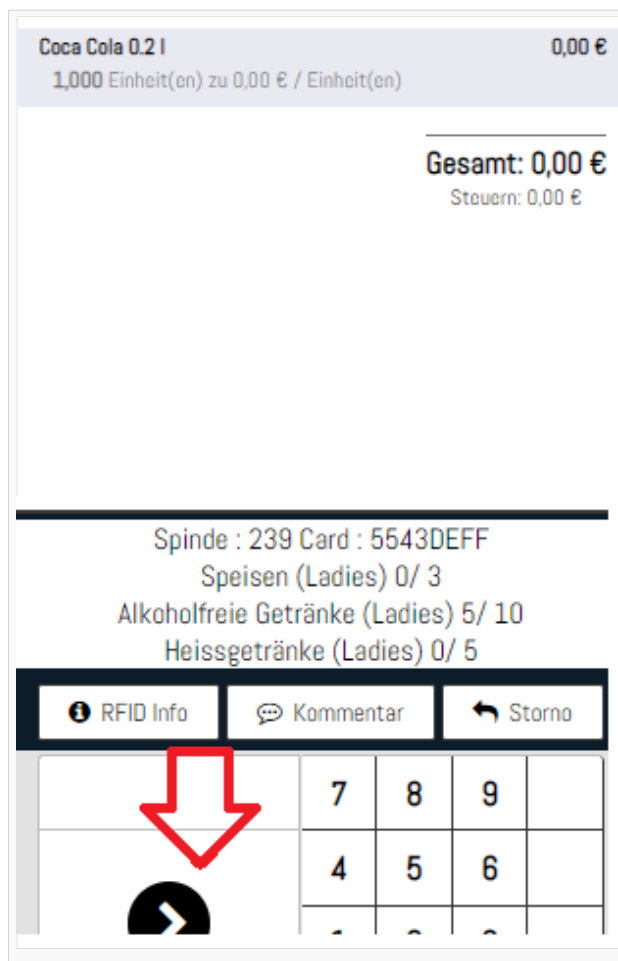 Coca Cola 0.2 l 0,00 €
1,000 Einheit(en) zu 0,00 € / Einheit(en)
Gesamt: 0,00 €
Steuern: 0,00 €
Spinde : 239 Card : 5543DEFF
Speisen (Ladies) 0/ 3
Alkoholfreie Getränke (Ladies) 5/ 10
Heissgetränke (Ladies) 0/ 5
RFID Info Kommentar Storno
7 8 9
4 5 6